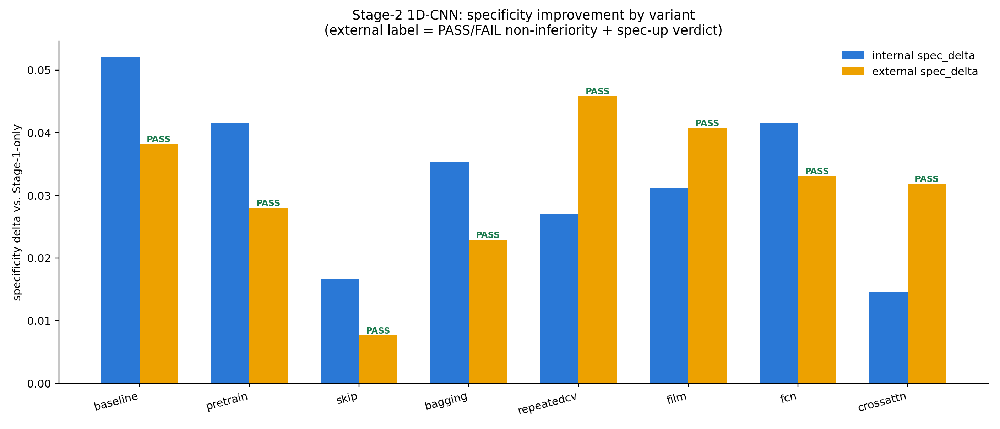 Stage-2 1D-CNN: specificity improvement by variant
(external label = PASS/FAIL non-inferiority + spec-up verdict)
internal spec_delta
external spec_delta
specificity delta vs. Stage-1-only
0.05
0.04
0.03
0.02
0.01
0.00
PASS
PASS
PASS
PASS
PASS
PASS
PASS
PASS
baseline
pretrain
skip
bagging
repeatedcv
film
fcn
crossattn